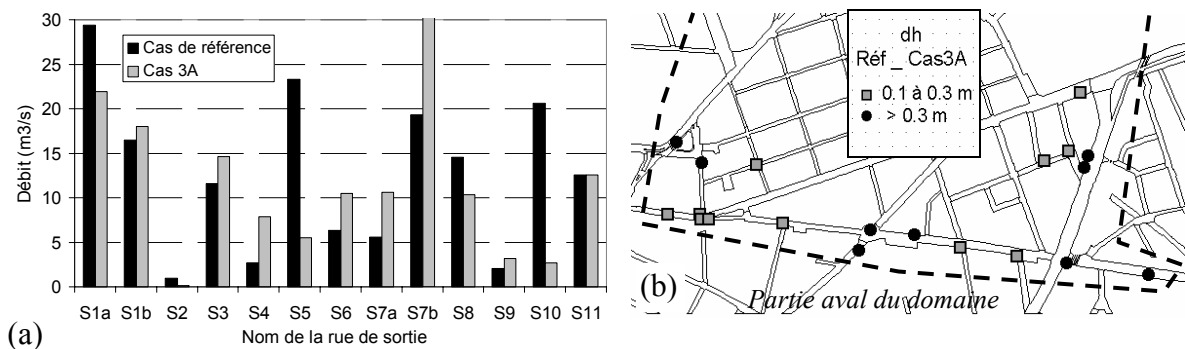 30
25
20
15
10
5
0
Débit (m3/s)
Cas de référence
Cas 3A
S1a S1b S2 S3 S4 S5 S6 S7a S7b S8 S9 S10 S11
Nom de la rue de sortie
(a)
dh
Réf _ Cas3A
0.1 à 0.3 m
> 0.3 m
(b)
Partie aval du domaine